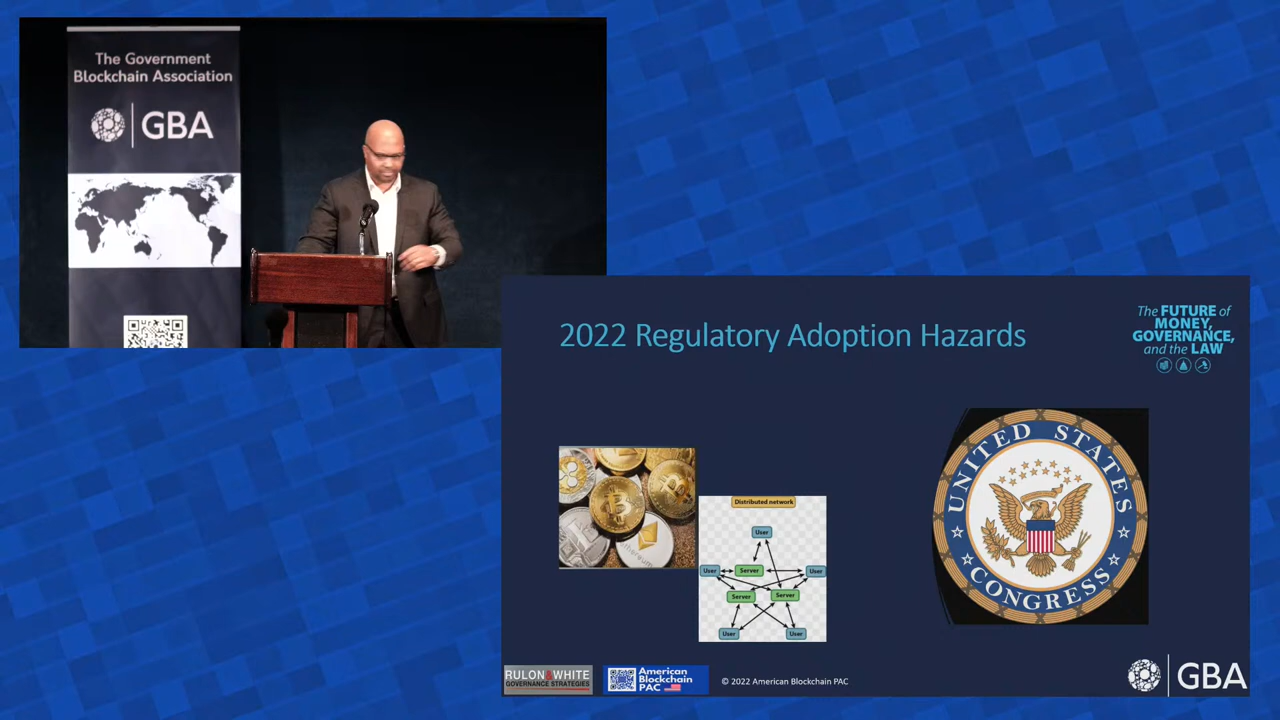 The Government
Blockchain Association
GBA
2022 Regulatory Adoption Hazards
The FUTURE of
MONEY,
GOVERNANCE,
and the LAW
Distributed network
User
User
Server
User
Server
Server
User
User
UNITED STATES
CONGRESS
RULON&WHITE
GOVERNANCE STRATEGIES
American
Blockchain
PAC
© 2022 American Blockchain PAC
GBA